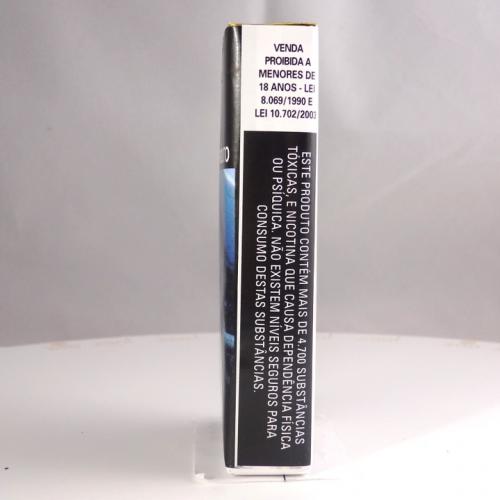 VENDA
PROIBIDA A
MENORES DE
18 ANOS - LEI
8.069/1990 E
LEI 10.702/2003
ESTE PRODUTO CONTÉM MAIS DE 4.700 SUBSTÂNCIAS
TÓXICAS, E NICOTINA QUE CAUSA DEPENDÊNCIA FÍSICA
OU PSÍQUICA. NÃO EXISTEM NÍVEIS SEGUROS PARA
CONSUMO DESTAS SUBSTÂNCIAS.